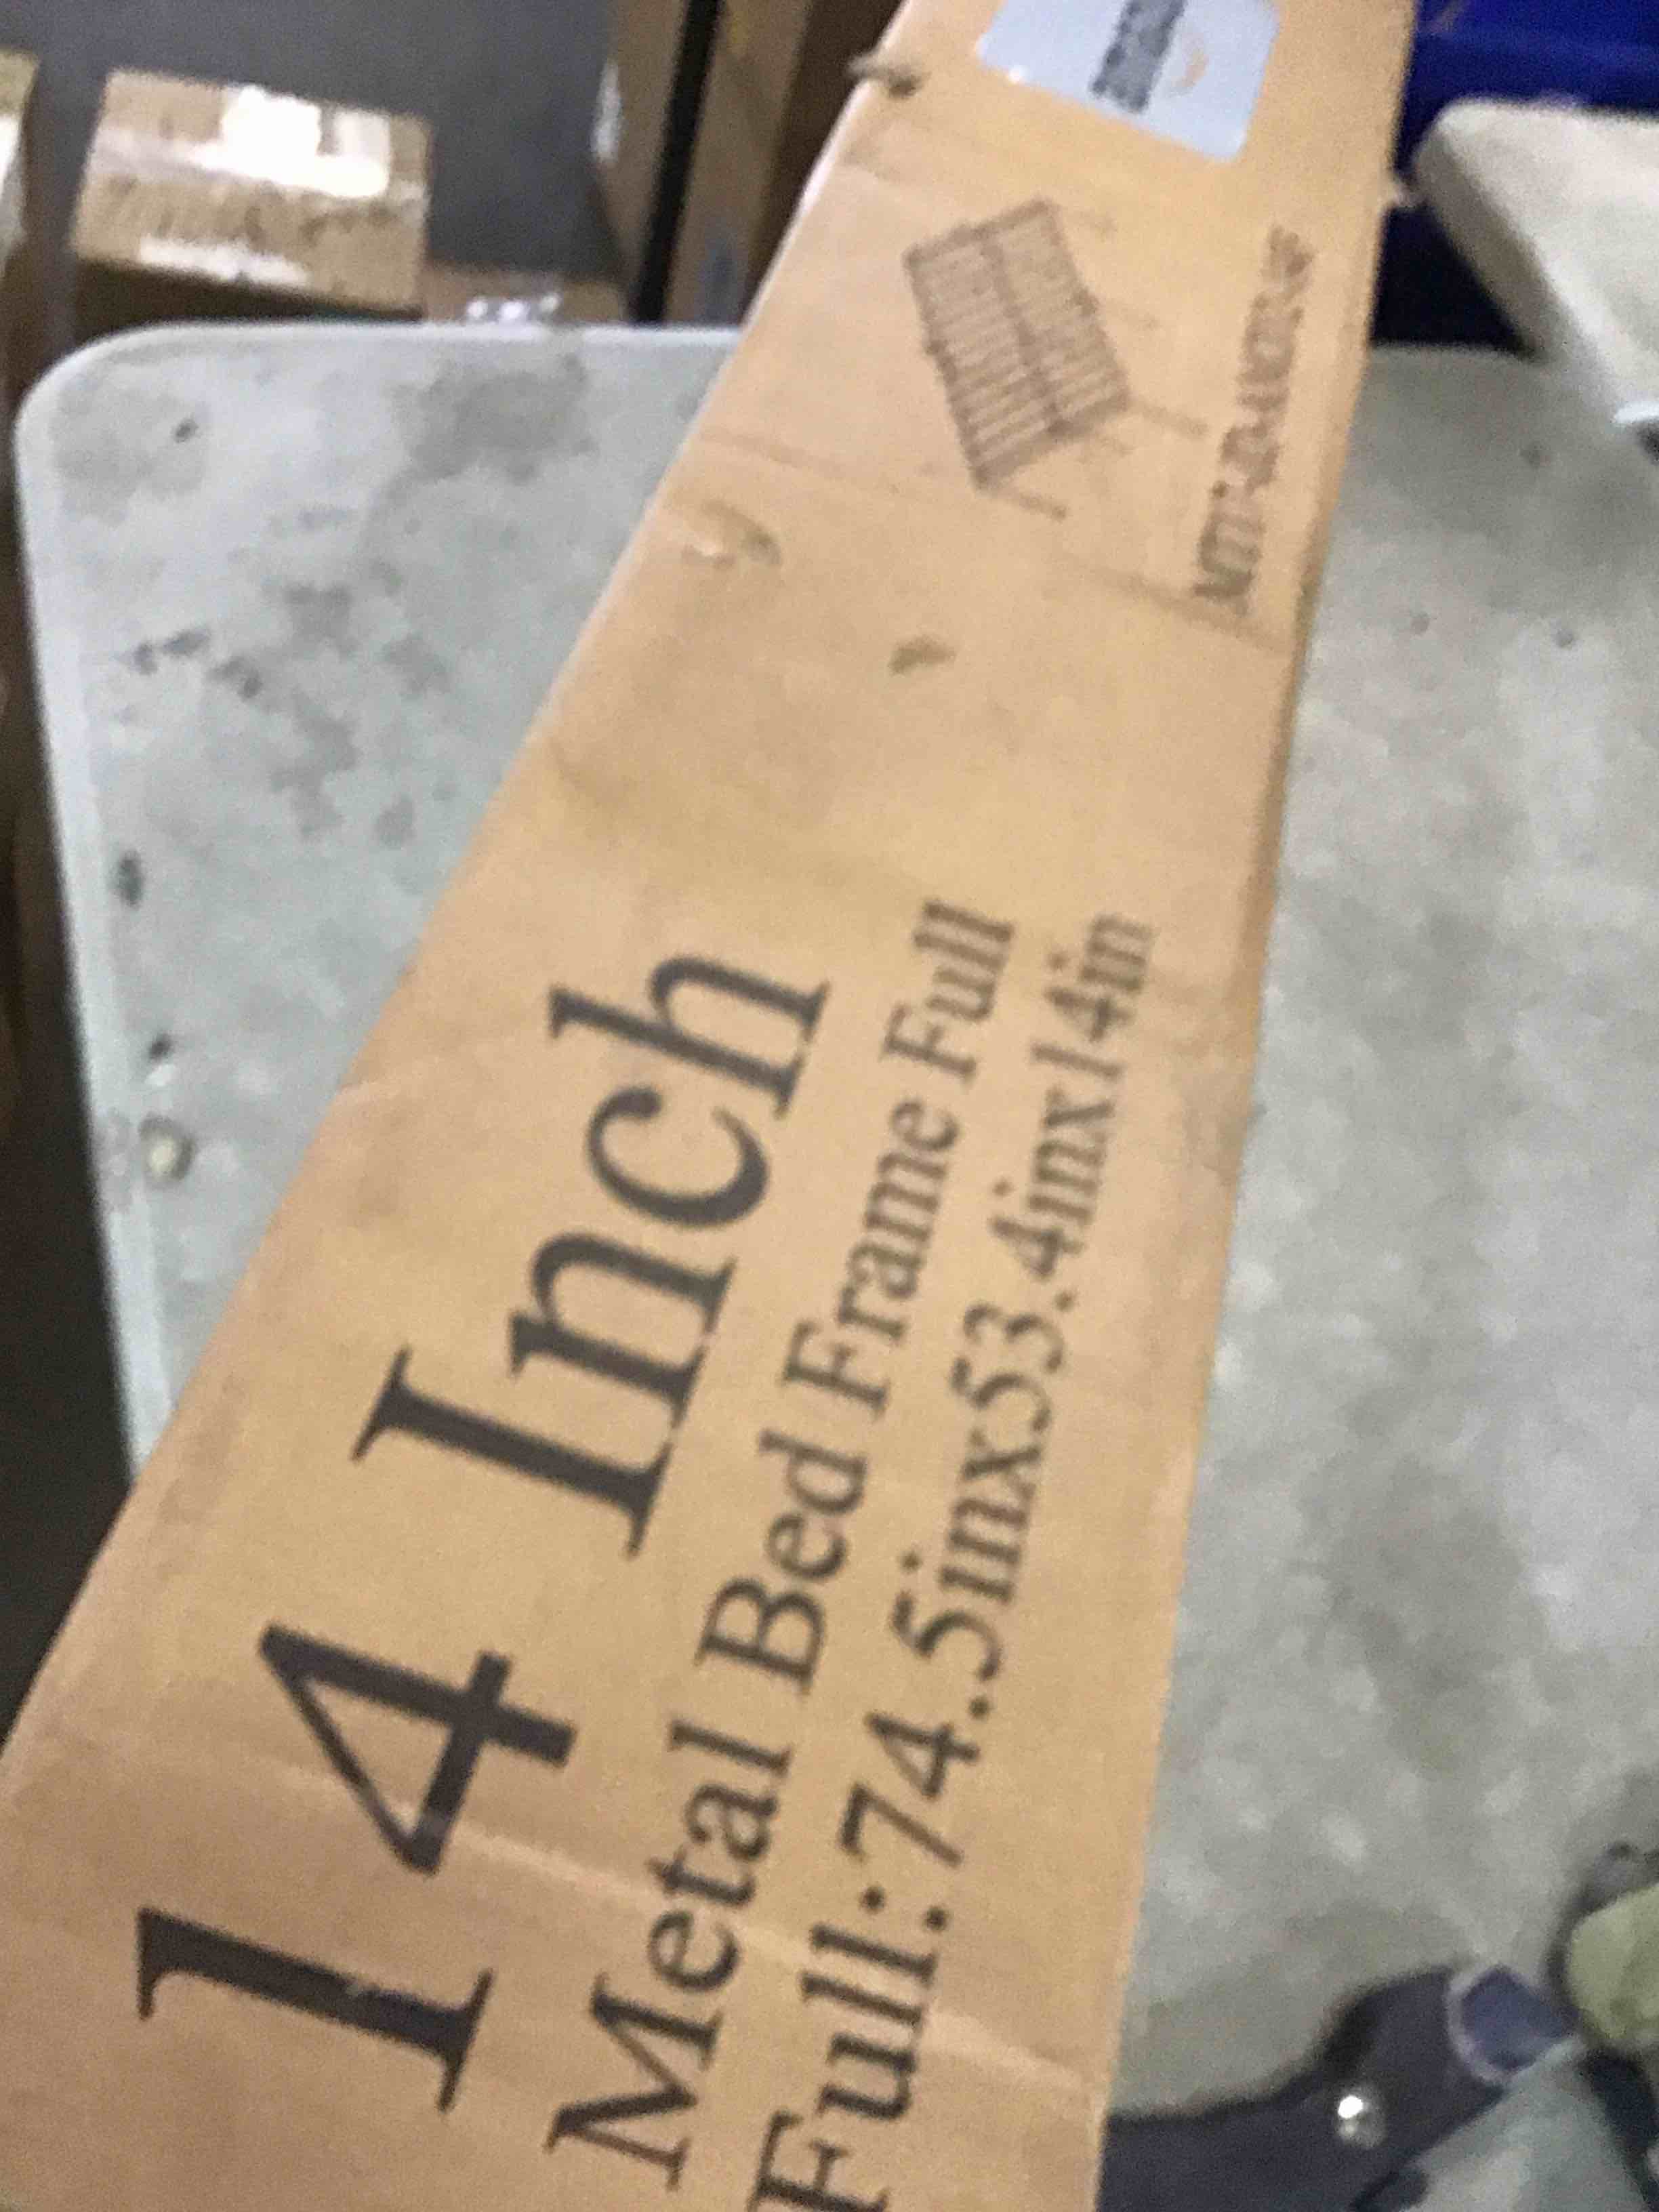 14 Inch
Metal Bed Frame Full
Full:74.5inx53.4inx14in